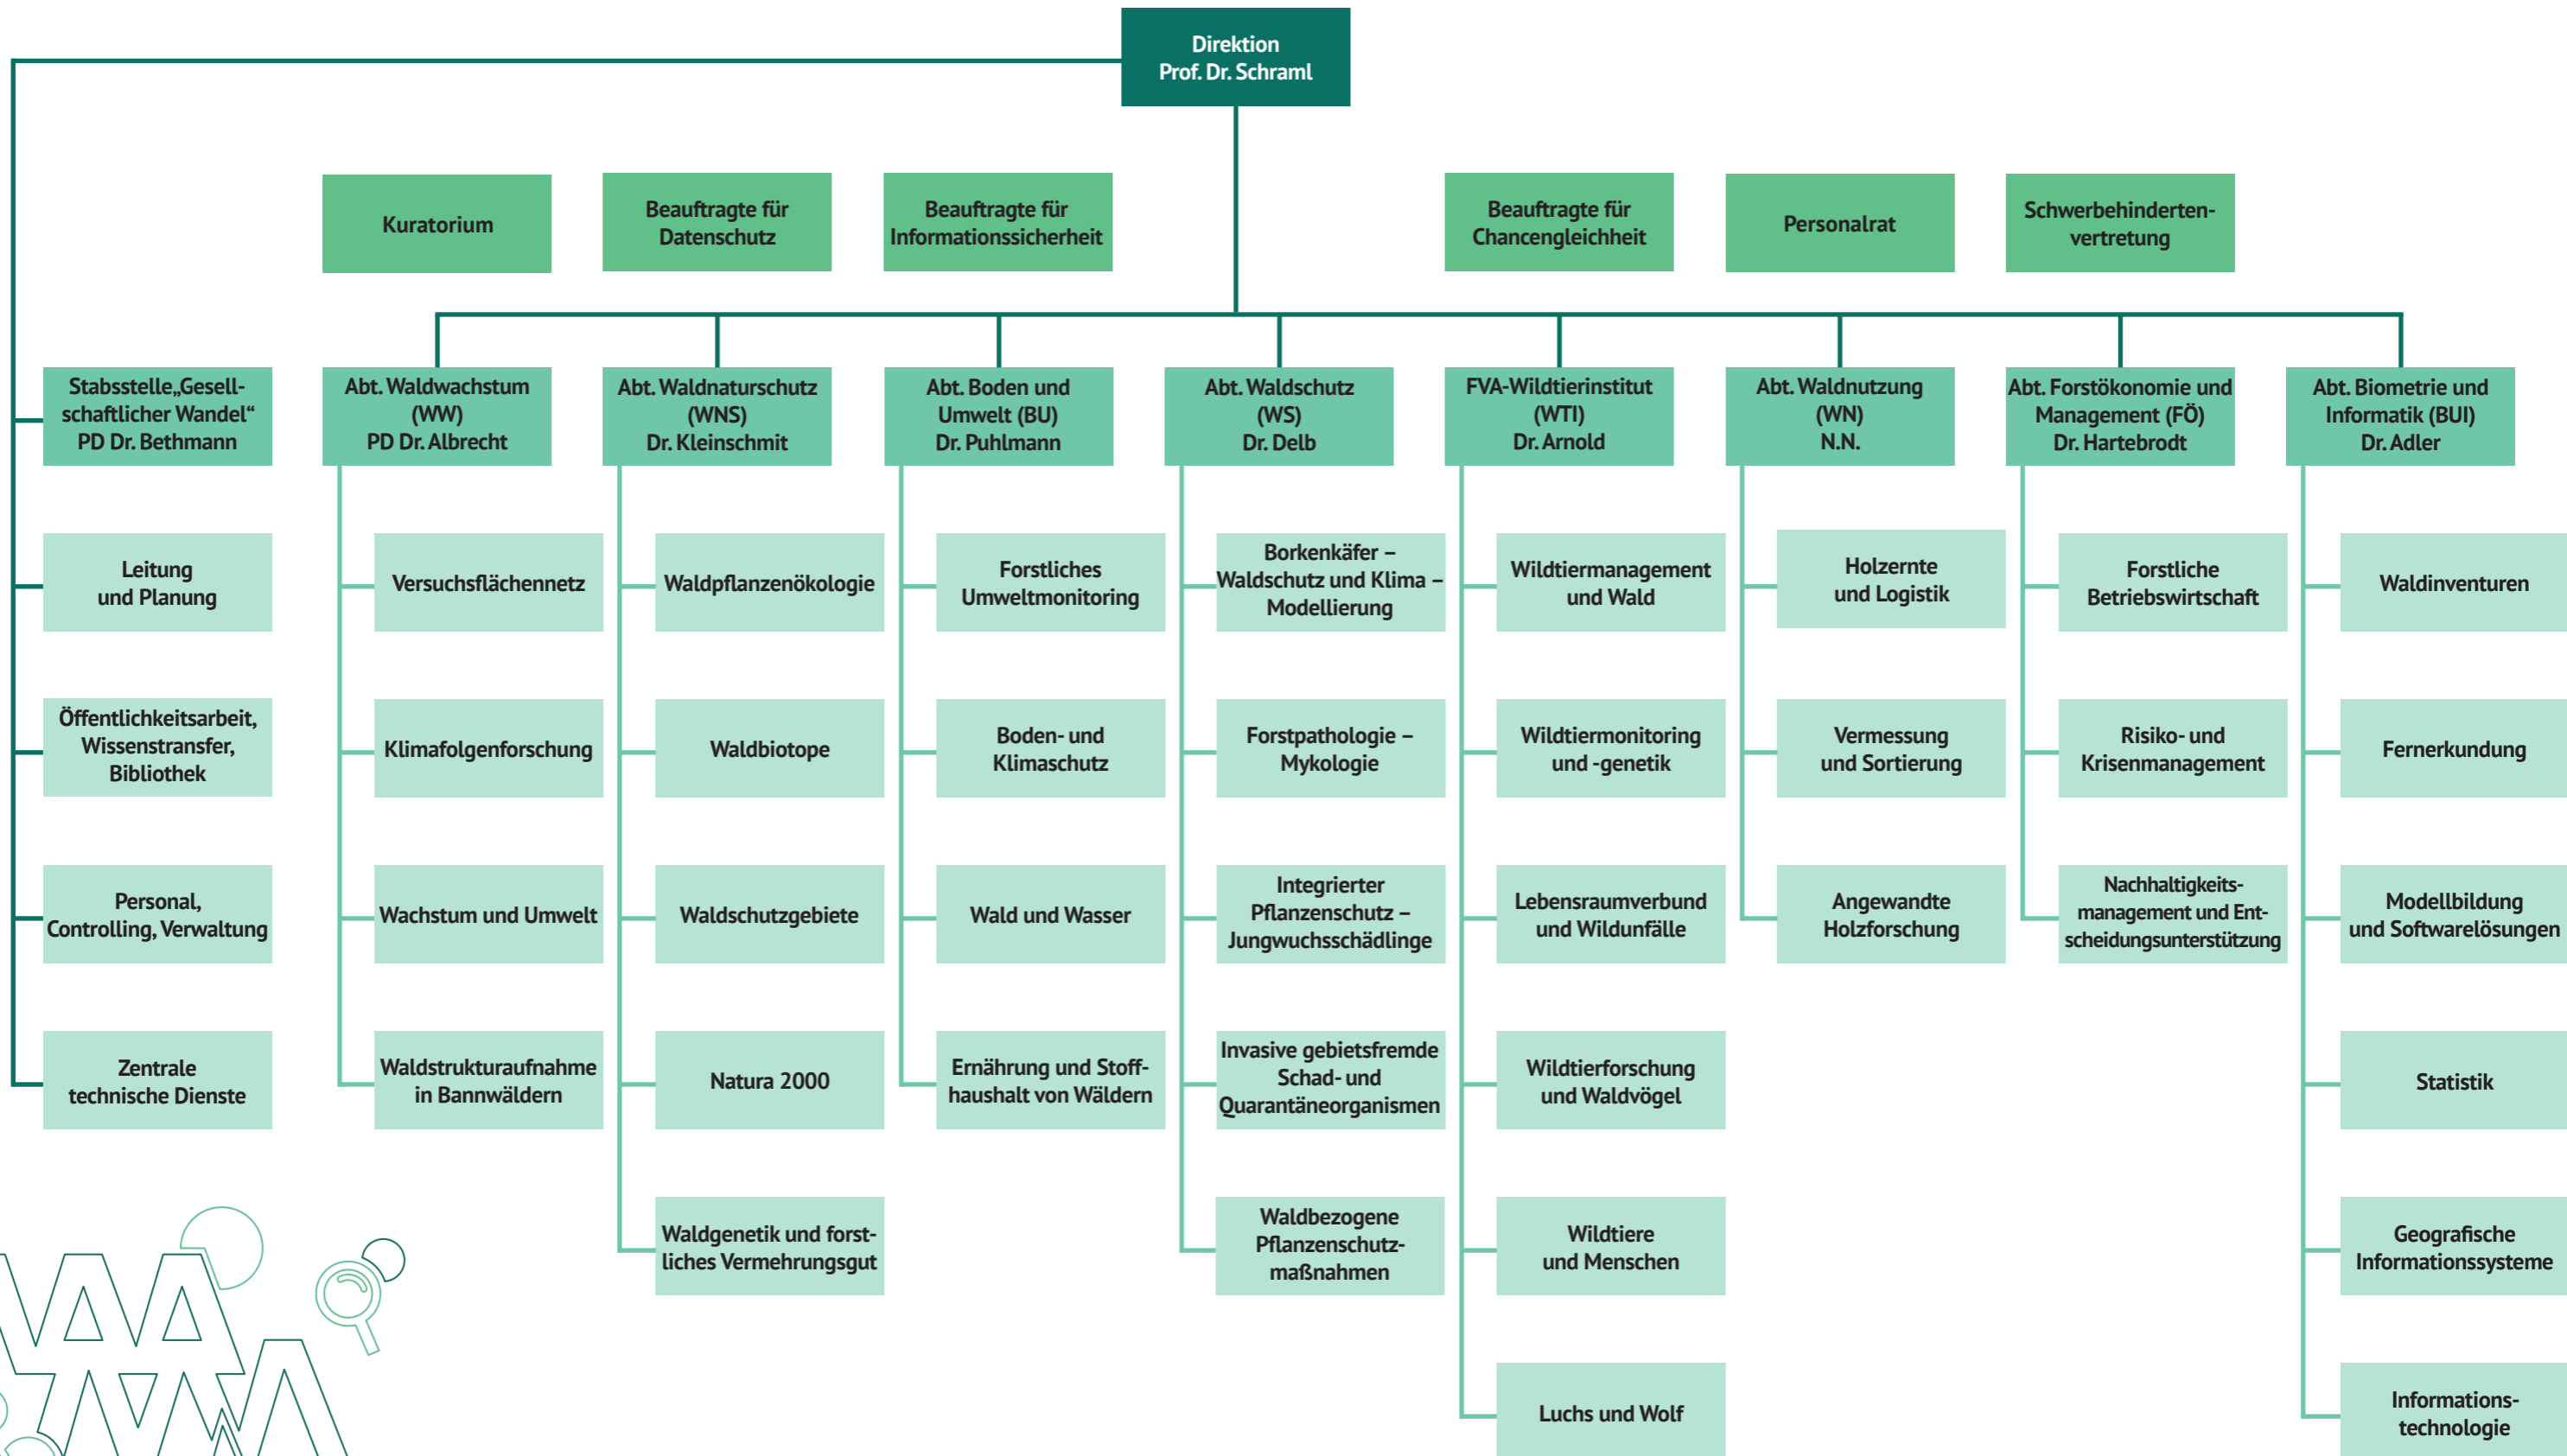 Direktion
Prof. Dr. Schraml
Kuratorium
Beauftragte für
Datenschutz
Beauftragte für
Informationssicherheit
Beauftragte für
Chancengleichheit
Personalrat
Schwerbehinderten-
vertretung
Stabsstelle„Gesell-
schaftlicher Wandel“
PD Dr. Bethmann
Leitung
und Planung
Öffentlichkeitsarbeit,
Wissenstransfer,
Bibliothek
Personal,
Controlling, Verwaltung
Zentrale
technische Dienste
Abt. Waldwachstum
(WW)
PD Dr. Albrecht
Versuchsflächennetz
Klimafolgenforschung
Wachstum und Umwelt
Waldstrukturaufnahme
in Bannwäldern
Abt. Waldnaturschutz
(WNS)
Dr. Kleinschmit
Waldpflanzenökologie
Waldbiotope
Waldschutzgebiete
Natura 2000
Waldgenetik und forst-
liches Vermehrungsgut
Abt. Boden und
Umwelt (BU)
Dr. Puhlmann
Forstliches
Umweltmonitoring
Boden- und
Klimaschutz
Wald und Wasser
Ernährung und Stoff-
haushalt von Wäldern
Abt. Waldschutz
(WS)
Dr. Delb
Borkenkäfer –
Waldschutz und Klima –
Modellierung
Forstpathologie –
Mykologie
Integrierter
Pflanzenschutz –
Jungwuchsschädlinge
Invasive gebietsfremde
Schad- und
Quarantäneorganismen
Waldbezogene
Pflanzenschutz-
maßnahmen
FVA-Wildtierinstitut
(WTI)
Dr. Arnold
Wildtiermanagement
und Wald
Wildtiermonitoring
und -genetik
Lebensraumverbund
und Wildunfälle
Wildtierforschung
und Waldvögel
Wildtiere
und Menschen
Luchs und Wolf
Abt. Waldnutzung
(WN)
N.N.
Holzernte
und Logistik
Vermessung
und Sortierung
Angewandte
Holzforschung
Abt. Forstökonomie und
Management (FÖ)
Dr. Hartebrodt
Forstliche
Betriebswirtschaft
Risiko- und
Krisenmanagement
Nachhaltigkeits-
management und Ent-
scheidungsunterstützung
Abt. Biometrie und
Informatik (BUI)
Dr. Adler
Waldinventuren
Fernerkundung
Modellbildung
und Softwarelösungen
Statistik
Geografische
Informationssysteme
Informations-
technologie